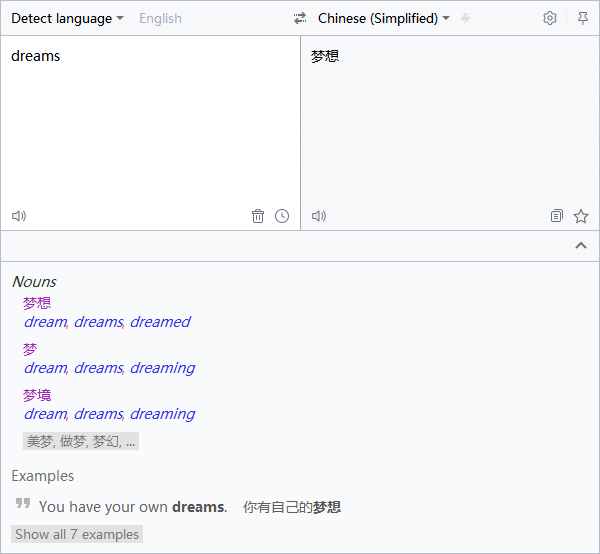 Detect language English Chinese (Simplified)
dreams 梦想
Nouns
梦想
dream, dreams, dreamed
梦
dream, dreams, dreaming
梦境
dream, dreams, dreaming
美梦, 做梦, 梦幻, ...
Examples
You have your own dreams. 你有自己的梦想
Show all 7 examples